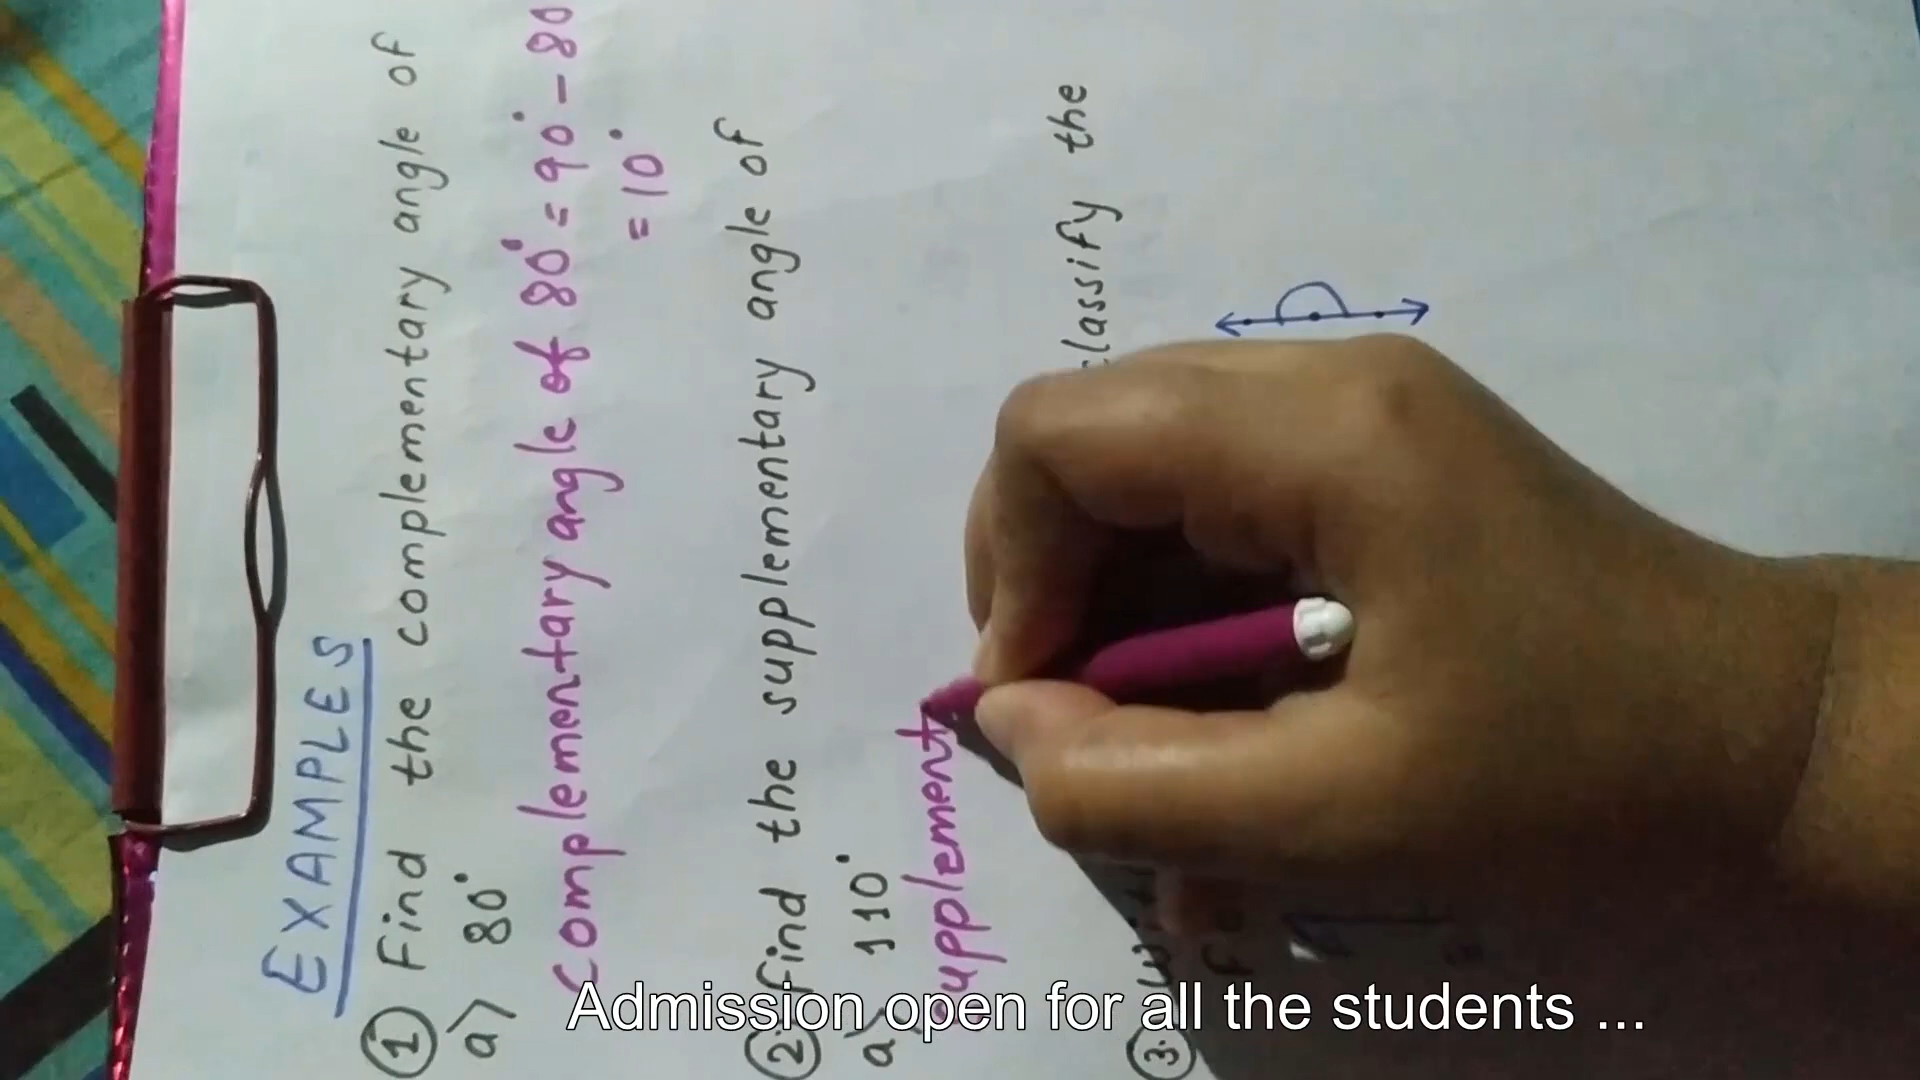 EXAMPLES
① Find the complementary angle of
a) 80°
complementary angle of 80° = 90° - 80
= 10°
② Find the supplementary angle of
a) 110°
supplement
③. classify the
Admission open for all the students ...